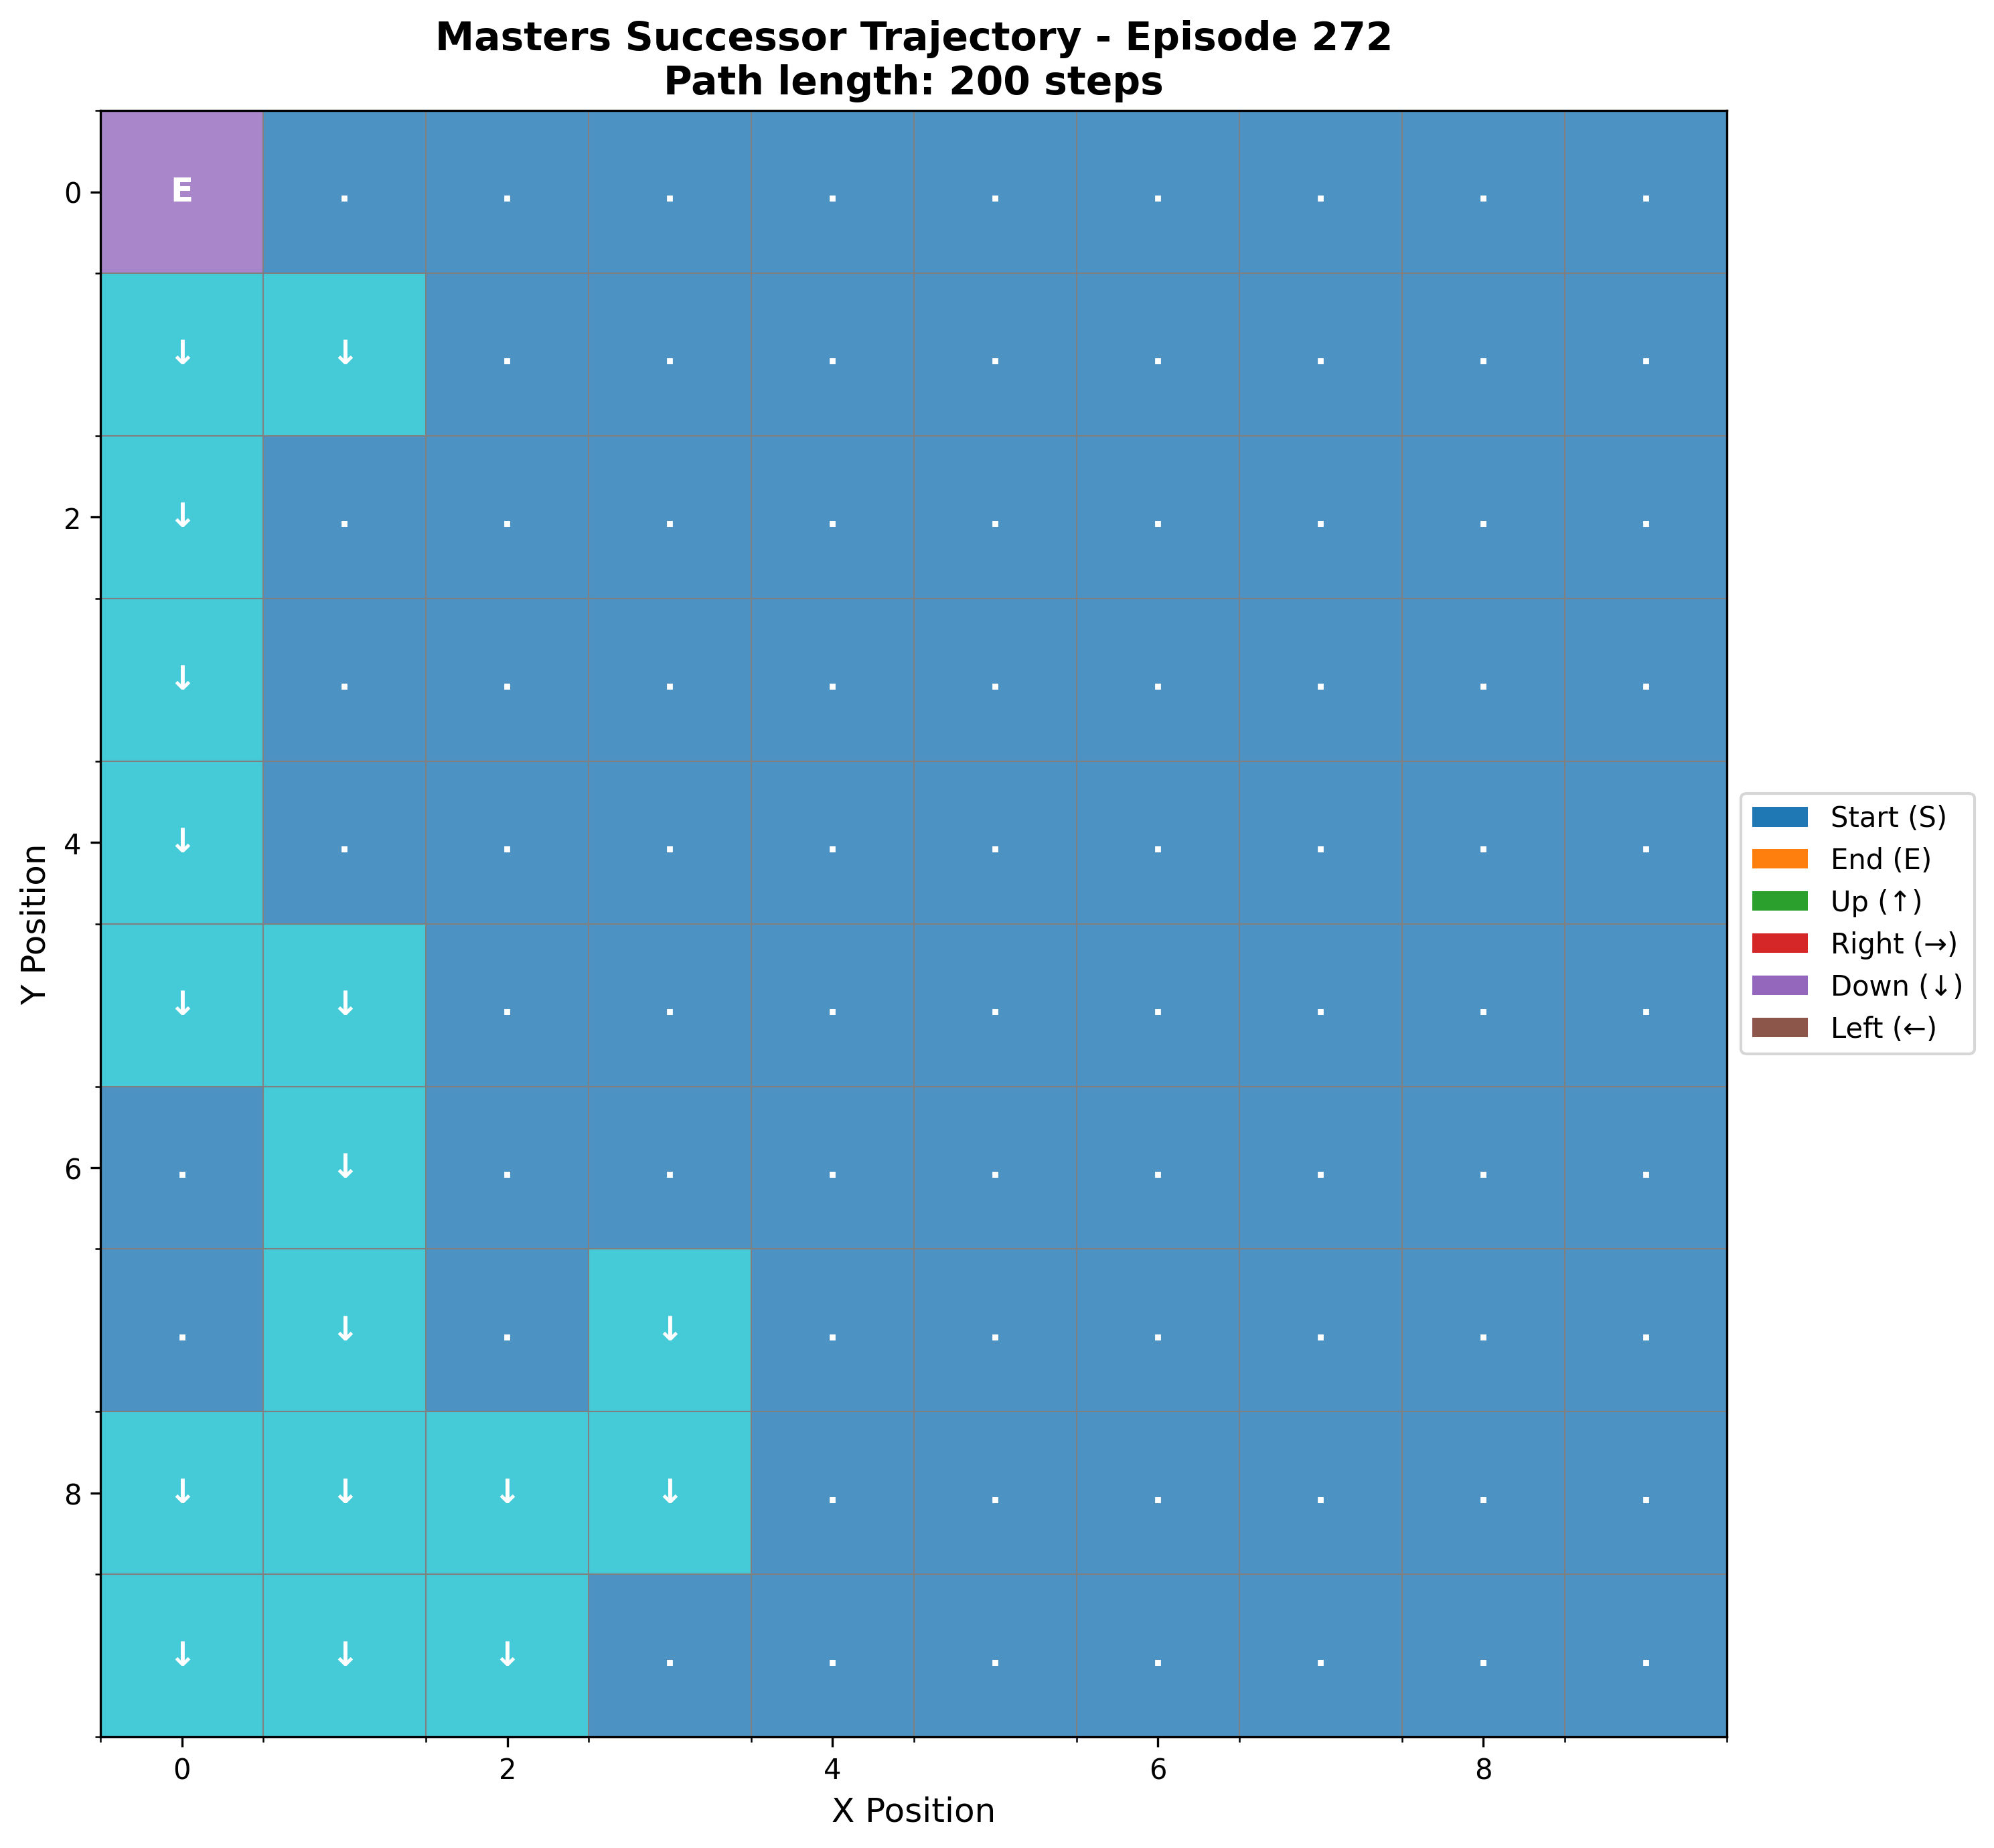 Masters Successor Trajectory - Episode 272
Path length: 200 steps
0 E . . . . . . . . .
↓ ↓ . . . . . . . .
2 ↓ . . . . . . . . .
↓ . . . . . . . . .
4 ↓ . . . . . . . . .
↓ ↓ . . . . . . . .
6 . ↓ . . . . . . . .
. ↓ . ↓ . . . . . .
8 ↓ ↓ ↓ ↓ . . . . . .
↓ ↓ ↓ . . . . . . .
0 2 4 6 8
X Position
Y Position
Start (S)
End (E)
Up (↑)
Right (→)
Down (↓)
Left (←)